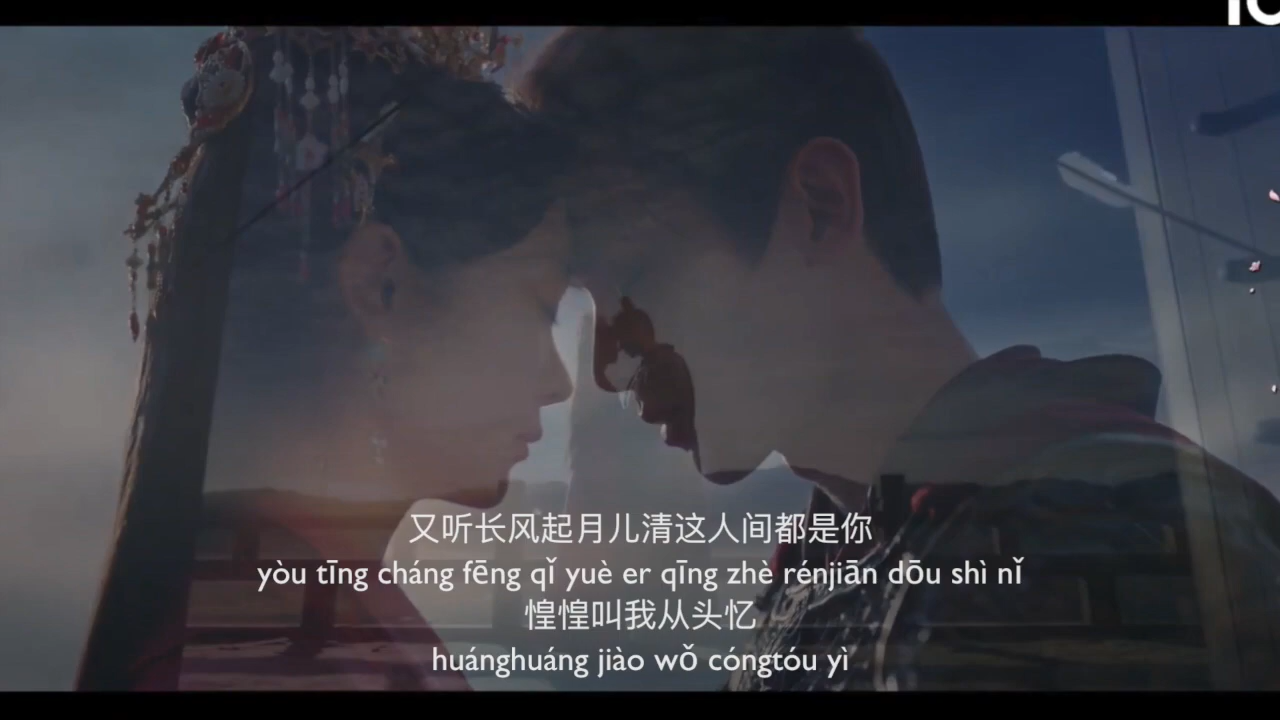 又听长风起月儿清这人间都是你
yòu tīng cháng fēng qǐ yuè er qīng zhè rénjiān dōu shì nǐ
惶惶叫我从头忆
huánghuáng jiào wǒ cóngtóu yì